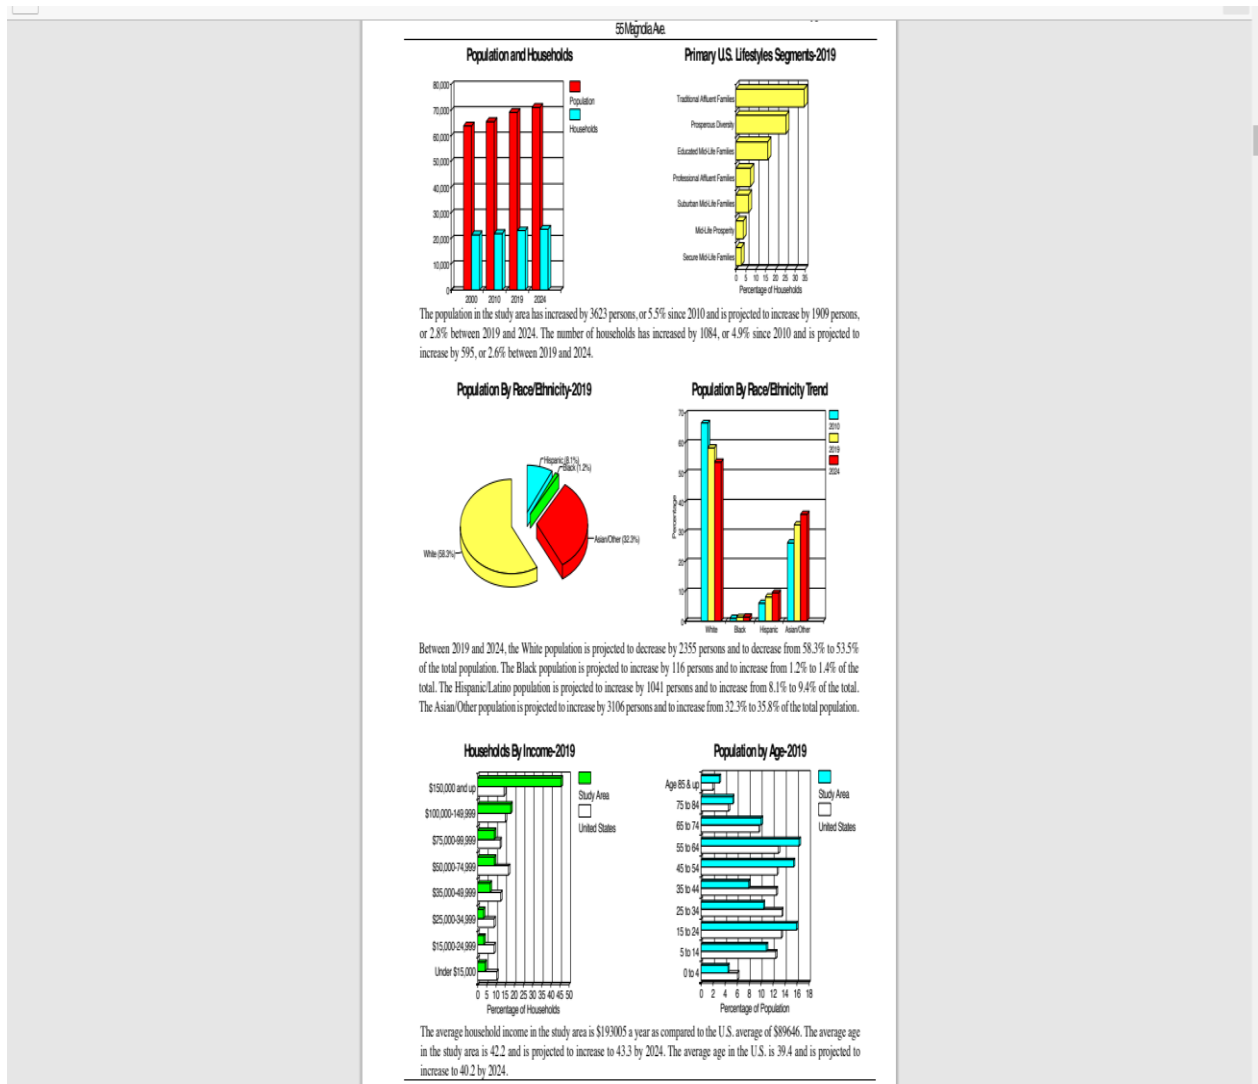 55 Magnolia Ave.
Population and Households
80,000
70,000
60,000
50,000
40,000
30,000
20,000
10,000
0
2000 2010 2019 2024
Population
Households
Primary U.S. Lifestyles Segments-2019
Traditional Affluent Families
Prosperous Diversity
Educated Mid-Life Families
Professional Affluent Families
Suburban Mid-Life Families
Mid-Life Prosperity
Secure Mid-Life Families
0 5 10 15 20 25 30 35
Percentage of Households
The population in the study area has increased by 3623 persons, or 5.5% since 2010 and is projected to increase by 1909 persons,
or 2.8% between 2019 and 2024. The number of households has increased by 1084, or 4.9% since 2010 and is projected to
increase by 595, or 2.6% between 2019 and 2024.
Population By Race/Ethnicity-2019
Hispanic (8.1%)
Black (1.2%)
Asian/Other (32.3%)
White (58.3%)
Population By Race/Ethnicity Trend
70
60
50
40
30
20
10
0
Percentage
White Black Hispanic Asian/Other
2010
2019
2024
Between 2019 and 2024, the White population is projected to decrease by 2355 persons and to decrease from 58.3% to 53.5%
of the total population. The Black population is projected to increase by 116 persons and to increase from 1.2% to 1.4% of the
total. The Hispanic/Latino population is projected to increase by 1041 persons and to increase from 8.1% to 9.4% of the total.
The Asian/Other population is projected to increase by 3106 persons and to increase from 32.3% to 35.8% of the total population.
Households By Income-2019
$150,000 and up
$100,000-149,999
$75,000-99,999
$50,000-74,999
$35,000-49,999
$25,000-34,999
$15,000-24,999
Under $15,000
0 5 10 15 20 25 30 35 40 45 50
Percentage of Households
Study Area
United States
Population by Age-2019
Age 85 & up
75 to 84
65 to 74
55 to 64
45 to 54
35 to 44
25 to 34
15 to 24
5 to 14
0 to 4
0 2 4 6 8 10 12 14 16 18
Percentage of Population
Study Area
United States
The average household income in the study area is $193005 a year as compared to the U.S. average of $89646. The average age
in the study area is 42.2 and is projected to increase to 43.3 by 2024. The average age in the U.S. is 39.4 and is projected to
increase to 40.2 by 2024.